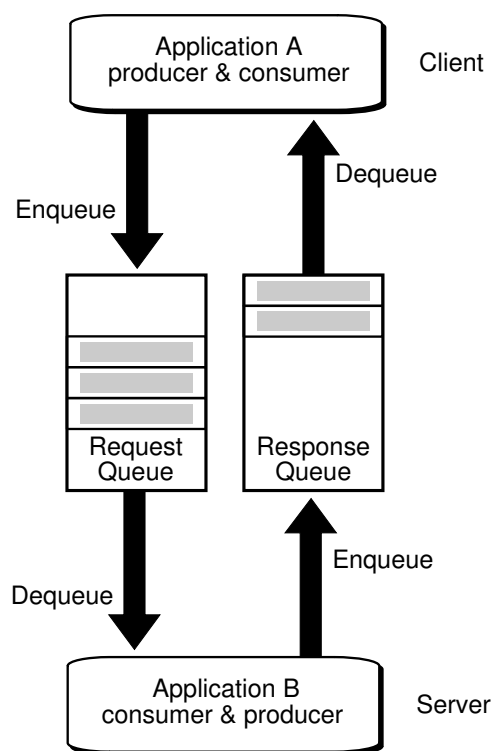 Application A
producer & consumer
Client
Dequeue
Enqueue
Request
Queue
Response
Queue
Enqueue
Dequeue
Application B
consumer & producer
Server